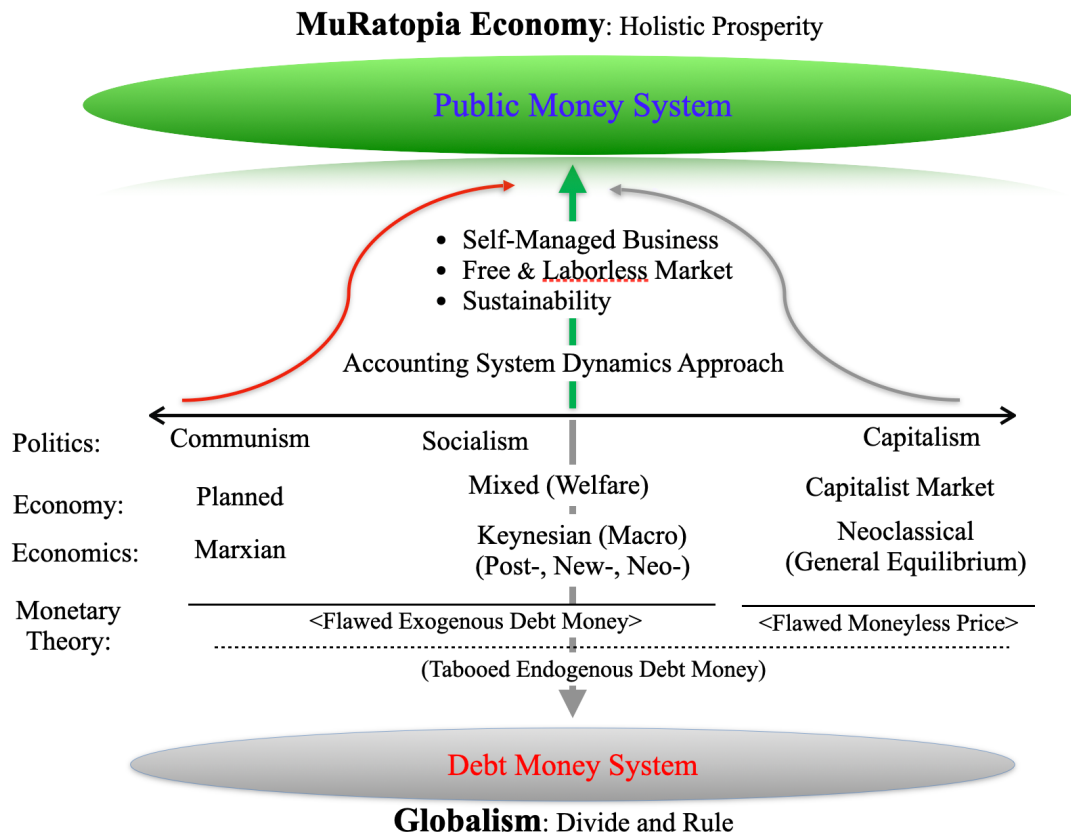 MuRatopia Economy: Holistic Prosperity
Public Money System
• Self-Managed Business
• Free & Laborless Market
• Sustainability
Accounting System Dynamics Approach
Politics: Communism Socialism Capitalism
Economy: Planned Mixed (Welfare) Capitalist Market
Economics: Marxian Keynesian (Macro) Neoclassical
(Post-, New-, Neo-) (General Equilibrium)
Monetary <Flawed Exogenous Debt Money> <Flawed Moneyless Price>
Theory:
(Tabooed Endogenous Debt Money)
Debt Money System
Globalism: Divide and Rule